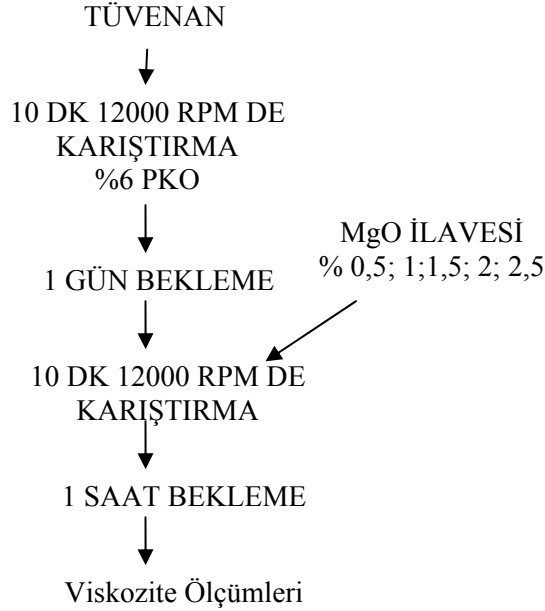 TÜVENAN
10 DK 12000 RPM DE
KARIŞTIRMA
%6 PKO
MgO İLAVESİ
% 0,5; 1;1,5; 2; 2,5
1 GÜN BEKLEME
10 DK 12000 RPM DE
KARIŞTIRMA
1 SAAT BEKLEME
Viskozite Ölçümleri